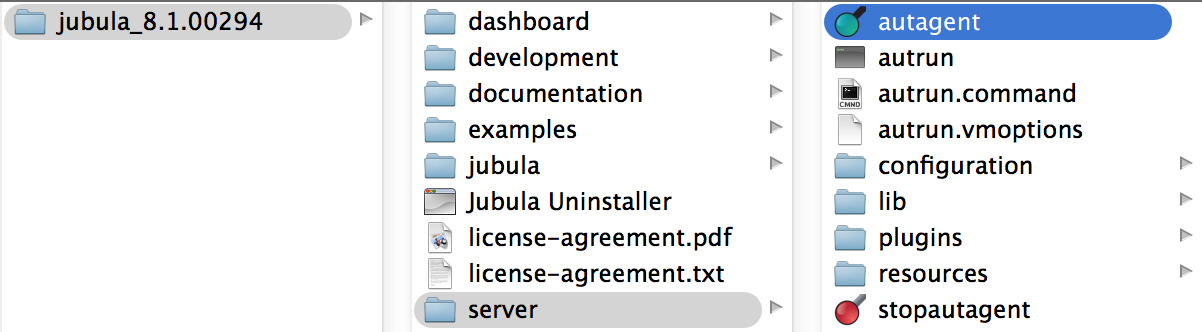 jubula_8.1.00294
dashboard
development
documentation
examples
jubula
Jubula Uninstaller
license-agreement.pdf
license-agreement.txt
server
autagent
autrun
autrun.command
autrun.vmoptions
configuration
lib
plugins
resources
stopautagent
CMND